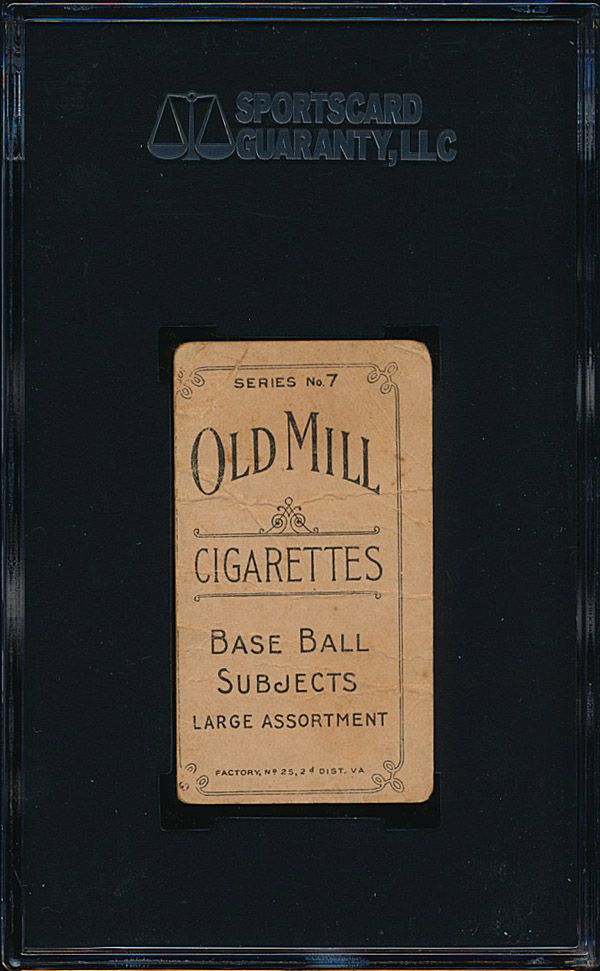 SPORTSCARD
GUARANTY, LLC
SERIES No. 7
OLD MILL
CIGARETTES
BASE BALL
SUBJECTS
LARGE ASSORTMENT
FACTORY, Nº 25, 2d DIST. VA